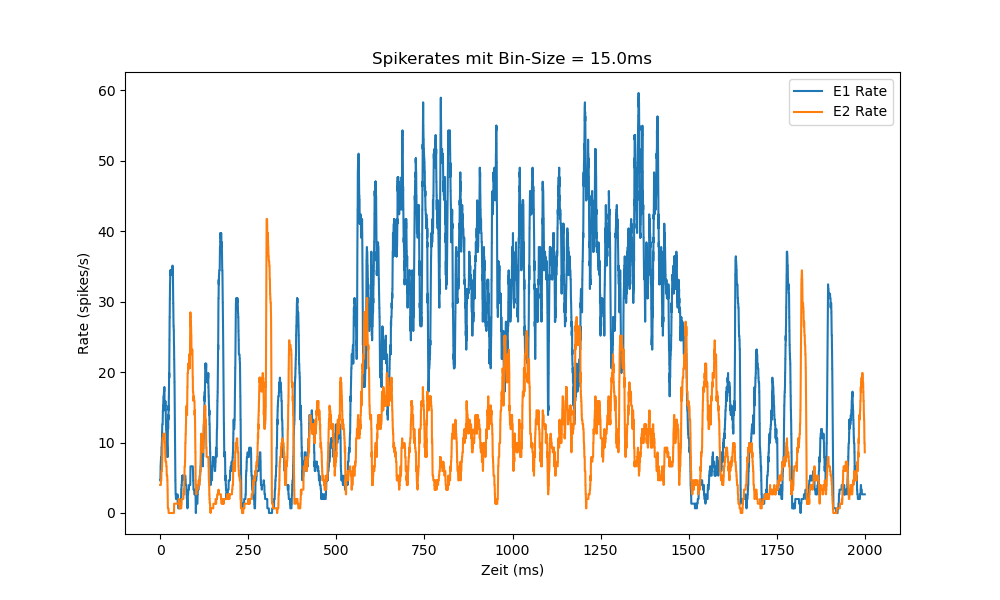 Spikerates mit Bin-Size = 15.0ms
E1 Rate
E2 Rate
Rate (spikes/s)
60
50
40
30
20
10
0
0 250 500 750 1000 1250 1500 1750 2000
Zeit (ms)